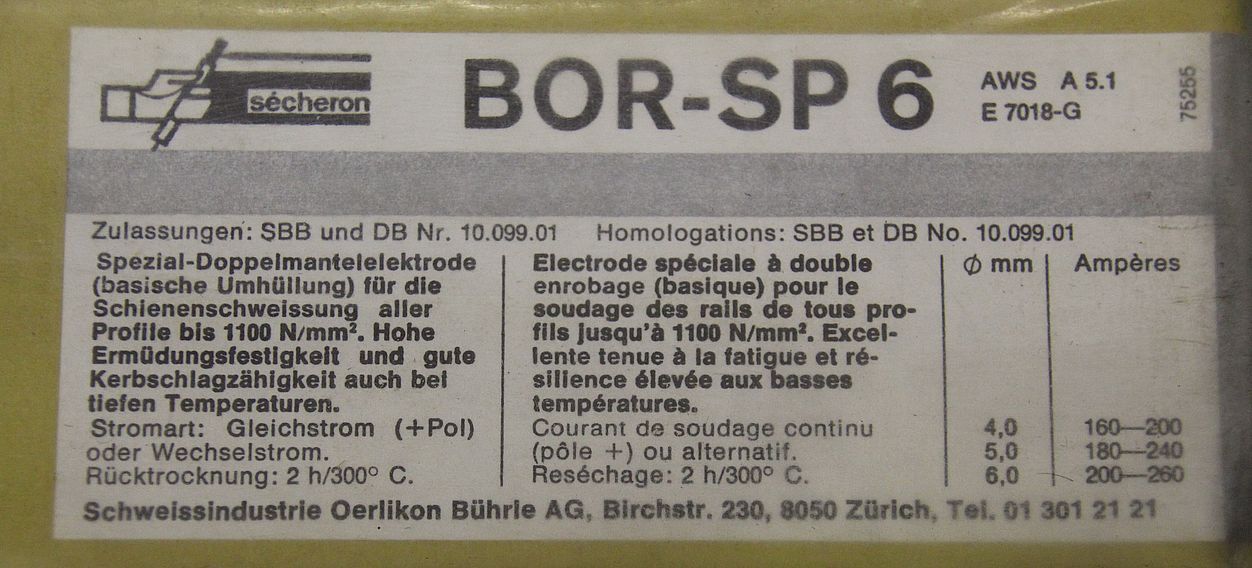 sécheron
BOR-SP 6
AWS A 5.1
E 7018-G
75255
Zulassungen: SBB und DB Nr. 10.099.01
Homologations: SBB et DB No. 10.099.01
Spezial-Doppelmantelelektrode
(basische Umhüllung) für die
Schienenschweissung aller
Profile bis 1100 N/mm². Hohe
Ermüdungsfestigkeit und gute
Kerbschlagzähigkeit auch bei
tiefen Temperaturen.
Stromart: Gleichstrom (+Pol)
oder Wechselstrom.
Rücktrocknung: 2 h/300° C.
Electrode spéciale à double
enrobage (basique) pour le
soudage des rails de tous pro-
fils jusqu'à 1100 N/mm². Excel-
lente tenue à la fatigue et ré-
silience élevée aux basses
températures.
Courant de soudage continu
(pôle +) ou alternatif.
Reséchage: 2 h/300° C.
∅ mm Ampères
4,0 160—200
5,0 180—240
6,0 200—260
Schweissindustrie Oerlikon Bührle AG, Birchstr. 230, 8050 Zürich, Tel. 01 301 21 21